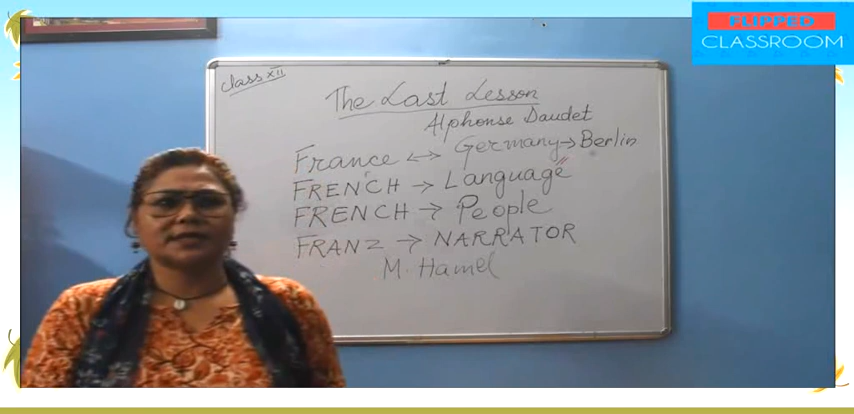 FLIPPED
CLASSROOM
Class XII
The Last Lesson
Alphonse Daudet
France ↔ Germany → Berlin
FRENCH → Language
FRENCH → People
FRANZ → NARRATOR
M. Hamel